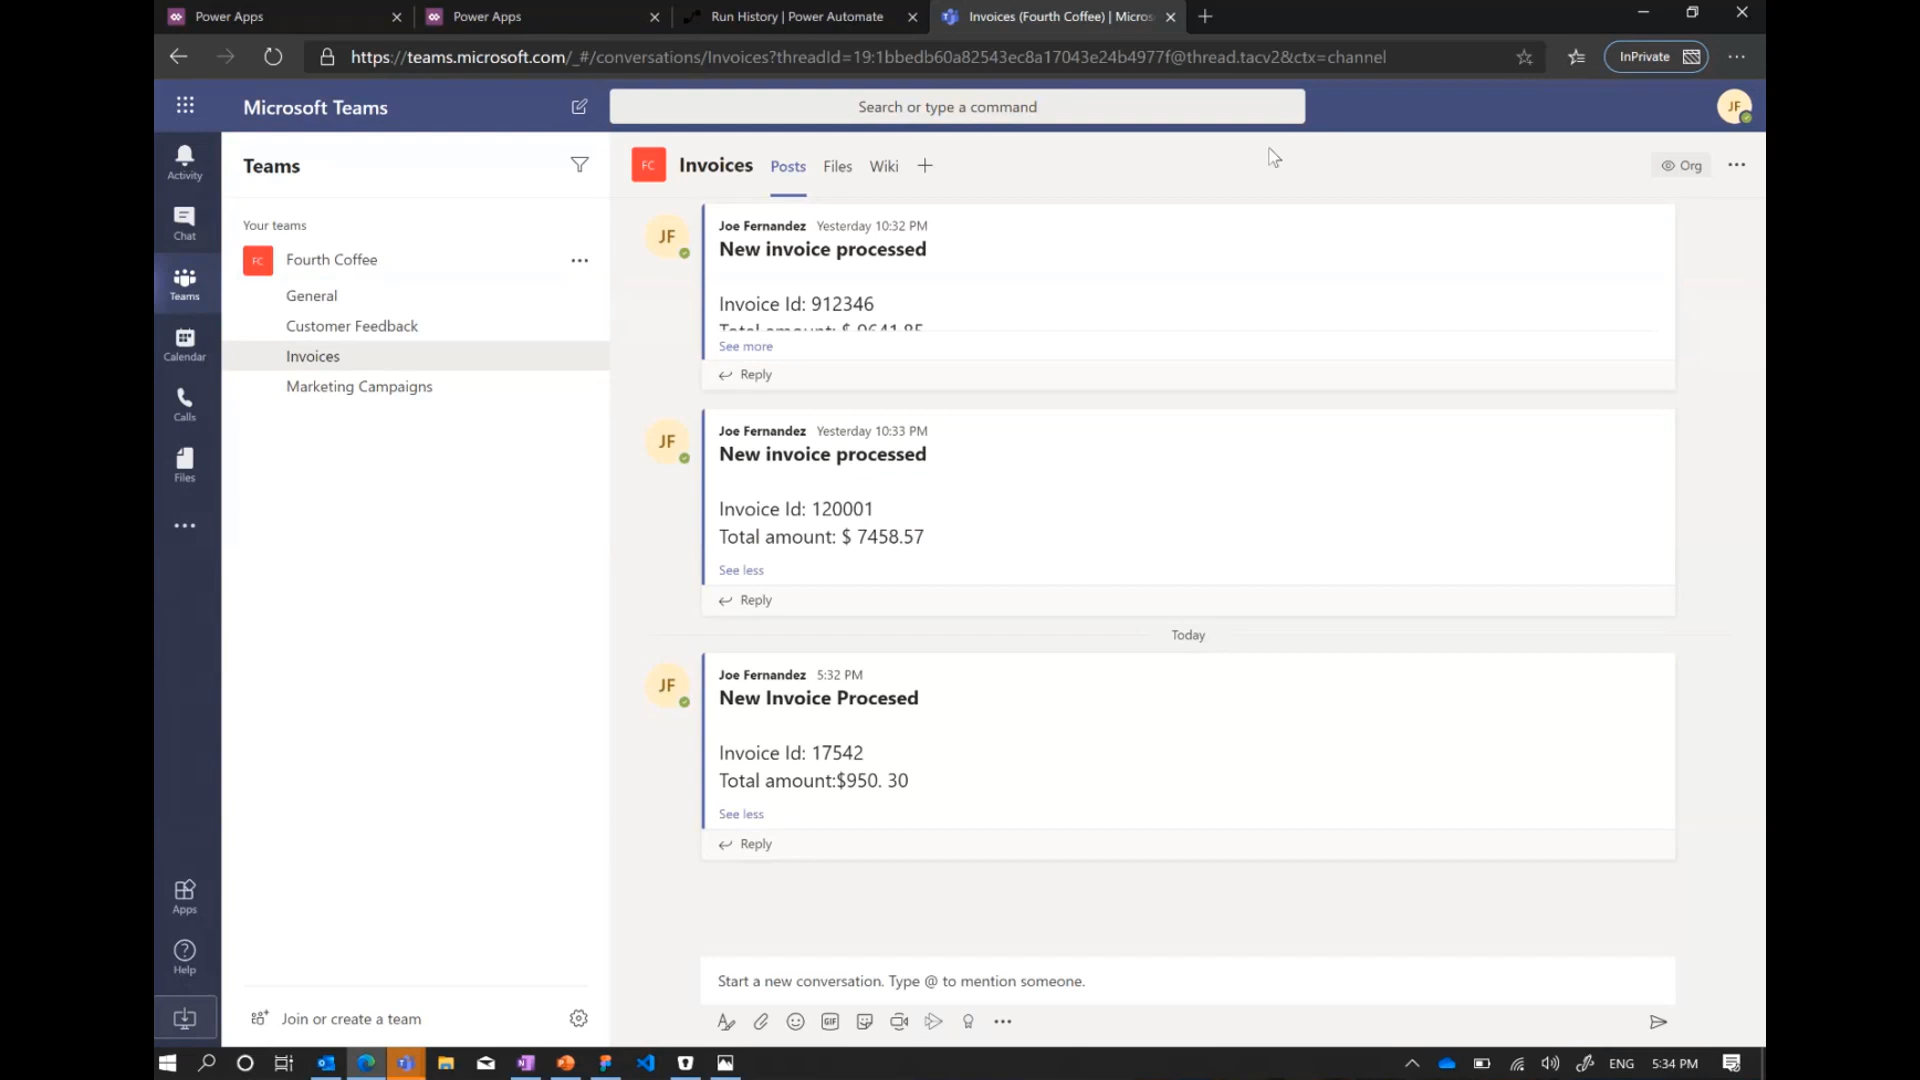 Power Apps
Power Apps
Run History | Power Automate
Invoices (Fourth Coffee) | Micros
https://teams.microsoft.com/_#/conversations/Invoices?threadId=19:1bbedb60a82543ec8a17043e24b4977f@thread.tacv2&ctx=channel
InPrivate
Microsoft Teams
Search or type a command
JF
Activity
Chat
Teams
Calendar
Calls
Files
Apps
Help
Teams
Your teams
FC
Fourth Coffee
General
Customer Feedback
Invoices
Marketing Campaigns
Join or create a team
FC
Invoices
Posts
Files
Wiki
Org
JF
Joe Fernandez Yesterday 10:32 PM
New invoice processed
Invoice Id: 912346
Total amount: $ 9641.85
See more
Reply
JF
Joe Fernandez Yesterday 10:33 PM
New invoice processed
Invoice Id: 120001
Total amount: $ 7458.57
See less
Reply
Today
JF
Joe Fernandez 5:32 PM
New Invoice Procesed
Invoice Id: 17542
Total amount:$950. 30
See less
Reply
Start a new conversation. Type @ to mention someone.
GIF
ENG
5:34 PM